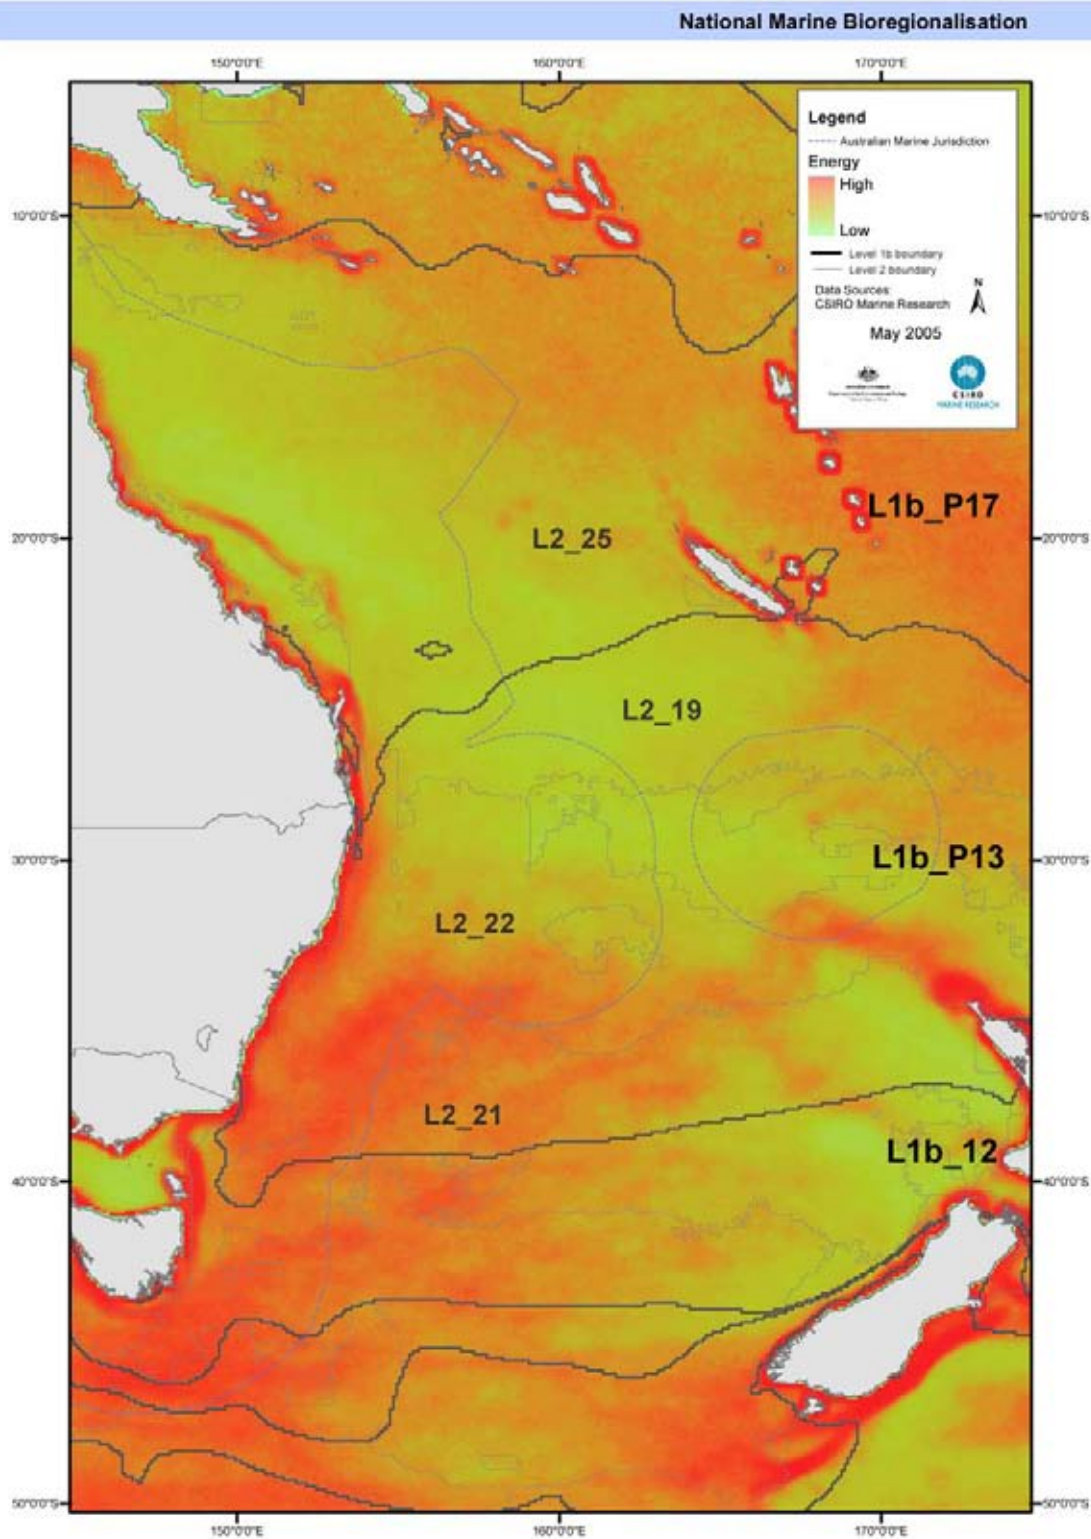 National Marine Bioregionalisation
150°0'0"E 160°0'0"E 170°0'0"E
Legend
Australian Marine Jurisdiction
Energy
High
Low
Level 1b boundary
Level 2 boundary
Data Sources:
CSIRO Marine Research
N
May 2005
CSIRO
MARINE RESEARCH
10°0'0"S 10°0'0"S
L1b_P17
20°0'0"S L2_25 20°0'0"S
L2_19
30°0'0"S L1b_P13 30°0'0"S
L2_22
L2_21
L1b_12
40°0'0"S 40°0'0"S
50°0'0"S 50°0'0"S
150°0'0"E 160°0'0"E 170°0'0"E